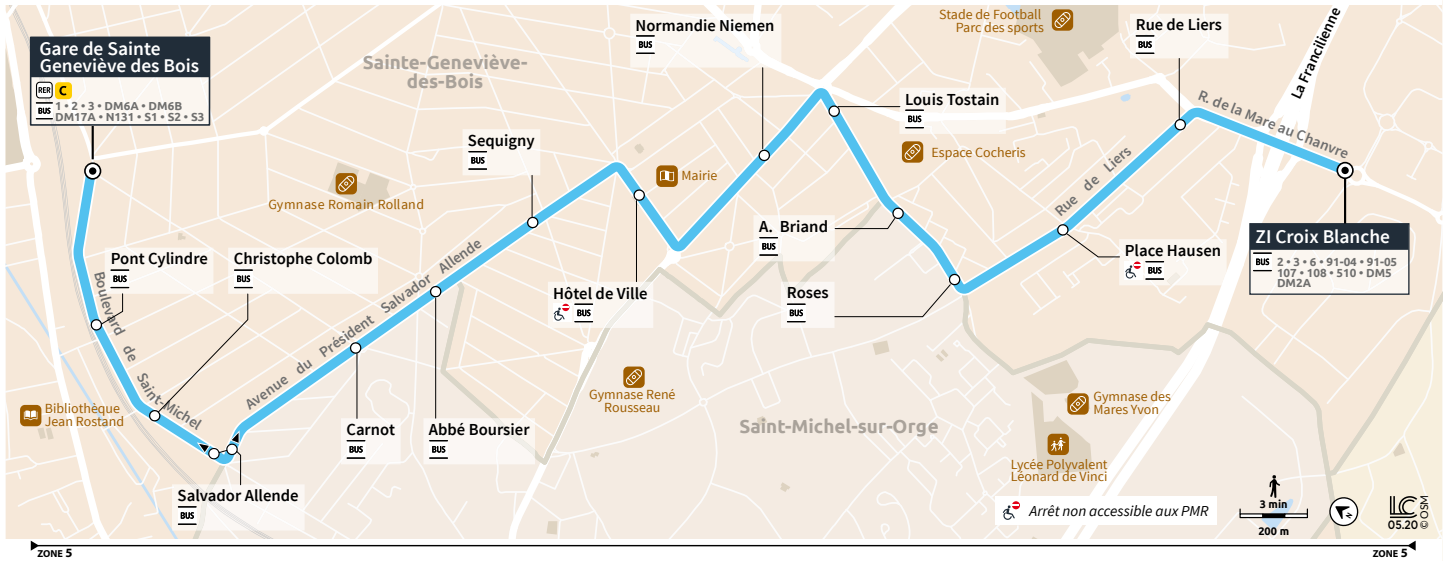 Gare de Sainte
Geneviève des Bois
RER C
BUS 1 • 2 • 3 • DM6A • DM6B
DM17A • N131 • S1 • S2 • S3
Sainte-Geneviève-
des-Bois
Normandie Niemen
BUS
Stade de Football
Parc des sports
Rue de Liers
BUS
La Francilienne
Louis Tostain
BUS
R. de la Mare au Chanvre
Sequigny
BUS
Espace Cocheris
Mairie
Gymnase Romain Rolland
Rue de Liers
A. Briand
BUS
ZI Croix Blanche
BUS 2 • 3 • 6 • 91-04 • 91-05
107 • 108 • 510 • DM5
DM2A
Place Hausen
BUS
Pont Cylindre
BUS
Christophe Colomb
BUS
Hôtel de Ville
BUS
Roses
BUS
Boulevard de Saint-Michel
Avenue du Président Salvador Allende
Gymnase René
Rousseau
Gymnase des
Mares Yvon
Bibliothèque
Jean Rostand
Carnot
BUS
Abbé Boursier
BUS
Saint-Michel-sur-Orge
Lycée Polyvalent
Léonard de Vinci
Salvador Allende
BUS
Arrêt non accessible aux PMR
3 min
200 m
LC
05.20
© OSM
ZONE 5
ZONE 5